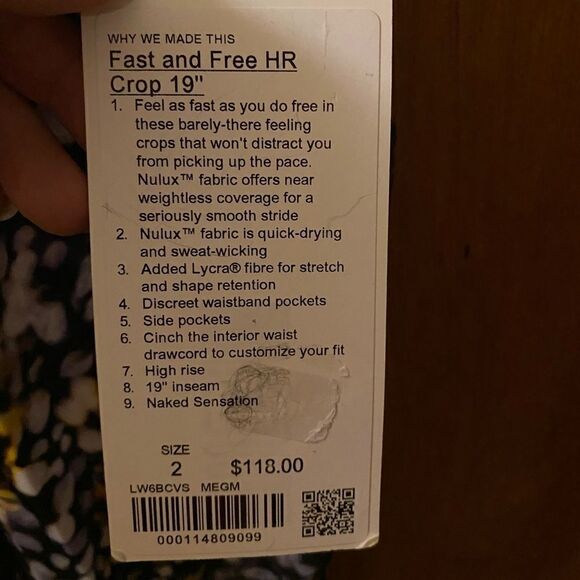 WHY WE MADE THIS
Fast and Free HR
Crop 19"
1. Feel as fast as you do free in
these barely-there feeling
crops that won't distract you
from picking up the pace.
Nulux™ fabric offers near
weightless coverage for a
seriously smooth stride
2. Nulux™ fabric is quick-drying
and sweat-wicking
3. Added Lycra® fibre for stretch
and shape retention
4. Discreet waistband pockets
5. Side pockets
6. Cinch the interior waist
drawcord to customize your fit
7. High rise
8. 19" inseam
9. Naked Sensation
SIZE
2 $118.00
LW6BCVS MEGM
000114809099